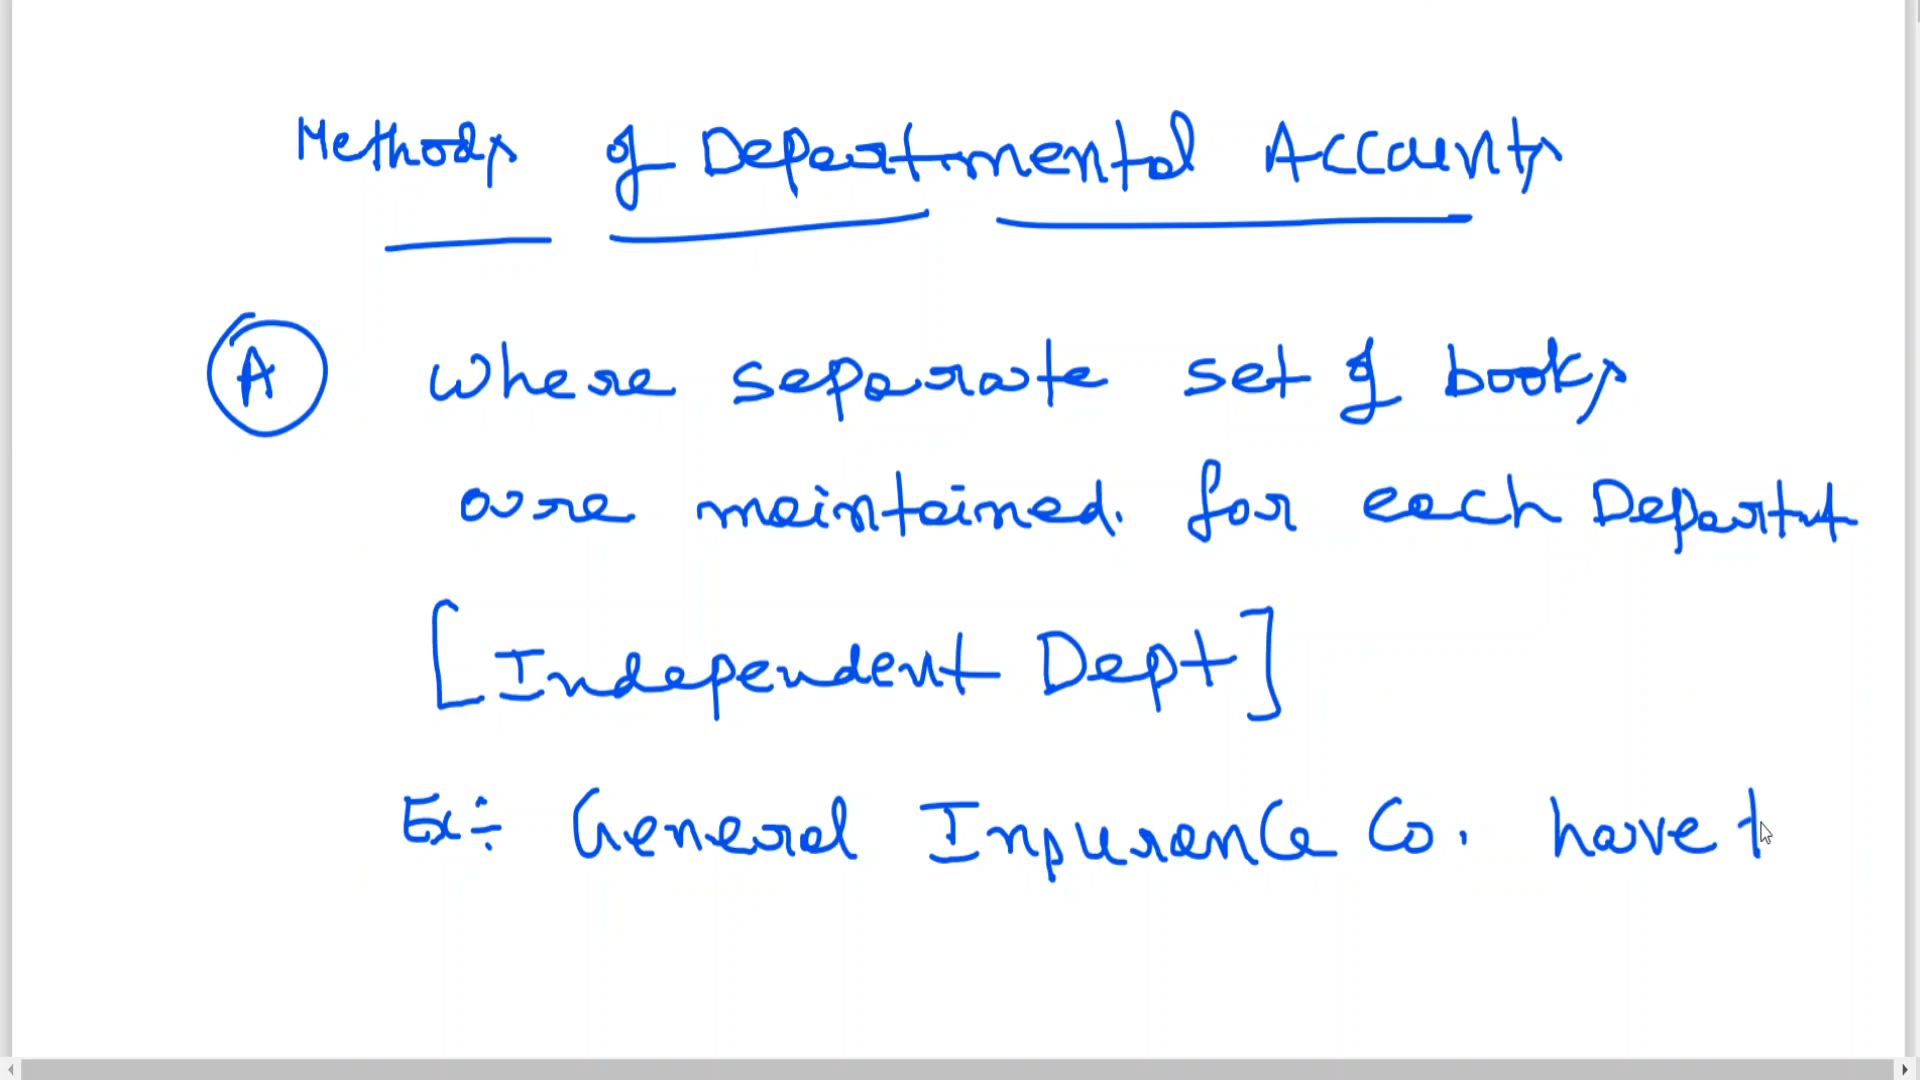 Methods of Departmental Accounts
A where separate set of books
are maintained. for each Departmt
[Independent Dept]
Ex:- General Insurance Co. have t